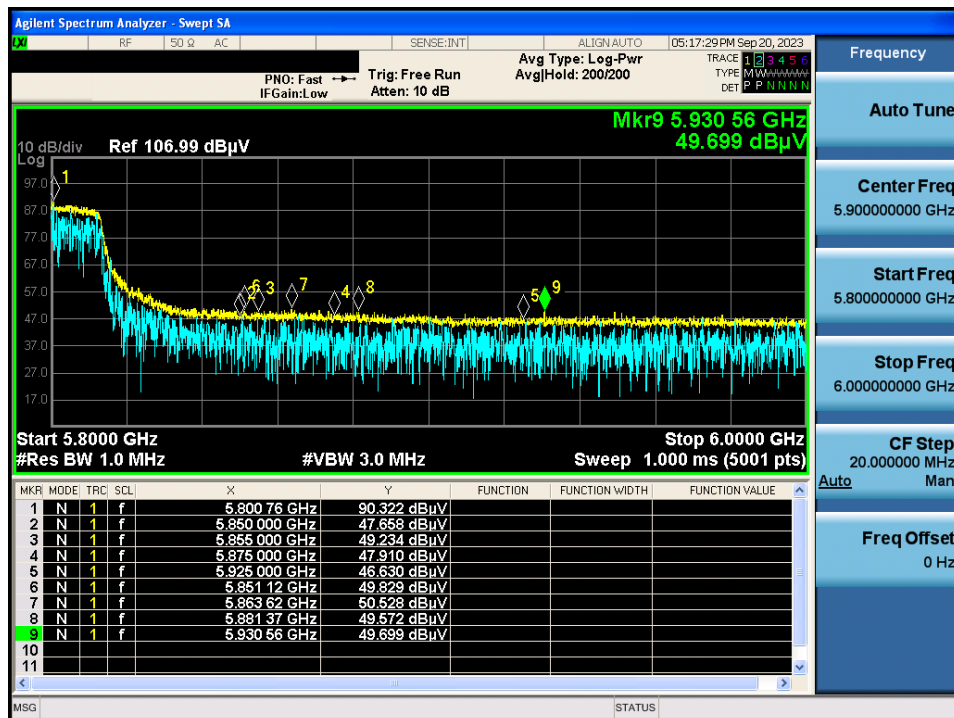 Agilent Spectrum Analyzer - Swept SA
LXI RF 50 Ω AC SENSE:INT ALIGN AUTO 05:17:29 PM Sep 20, 2023
PNO: Fast Trig: Free Run Avg Type: Log-Pwr TRACE 1 2 3 4 5 6
IFGain:Low Atten: 10 dB Avg|Hold: 200/200 TYPE M W
DET P P N N N N
Mkr9 5.930 56 GHz
49.699 dBµV
10 dB/div Ref 106.99 dBµV
Log
97.0
87.0
77.0
67.0
57.0
47.0
37.0
27.0
17.0
1
2 6 3 7 4 8 5 9
Start 5.8000 GHz Stop 6.0000 GHz
#Res BW 1.0 MHz #VBW 3.0 MHz Sweep 1.000 ms (5001 pts)
MKR MODE TRC SCL X Y FUNCTION FUNCTION WIDTH FUNCTION VALUE
1 N 1 f 5.800 76 GHz 90.322 dBµV
2 N 1 f 5.850 000 GHz 47.658 dBµV
3 N 1 f 5.855 000 GHz 49.234 dBµV
4 N 1 f 5.875 000 GHz 47.910 dBµV
5 N 1 f 5.925 000 GHz 46.630 dBµV
6 N 1 f 5.851 12 GHz 49.829 dBµV
7 N 1 f 5.863 62 GHz 50.528 dBµV
8 N 1 f 5.881 37 GHz 49.572 dBµV
9 N 1 f 5.930 56 GHz 49.699 dBµV
10
11
MSG STATUS
Frequency
Auto Tune
Center Freq
5.900000000 GHz
Start Freq
5.800000000 GHz
Stop Freq
6.000000000 GHz
CF Step
20.000000 MHz
Auto Man
Freq Offset
0 Hz